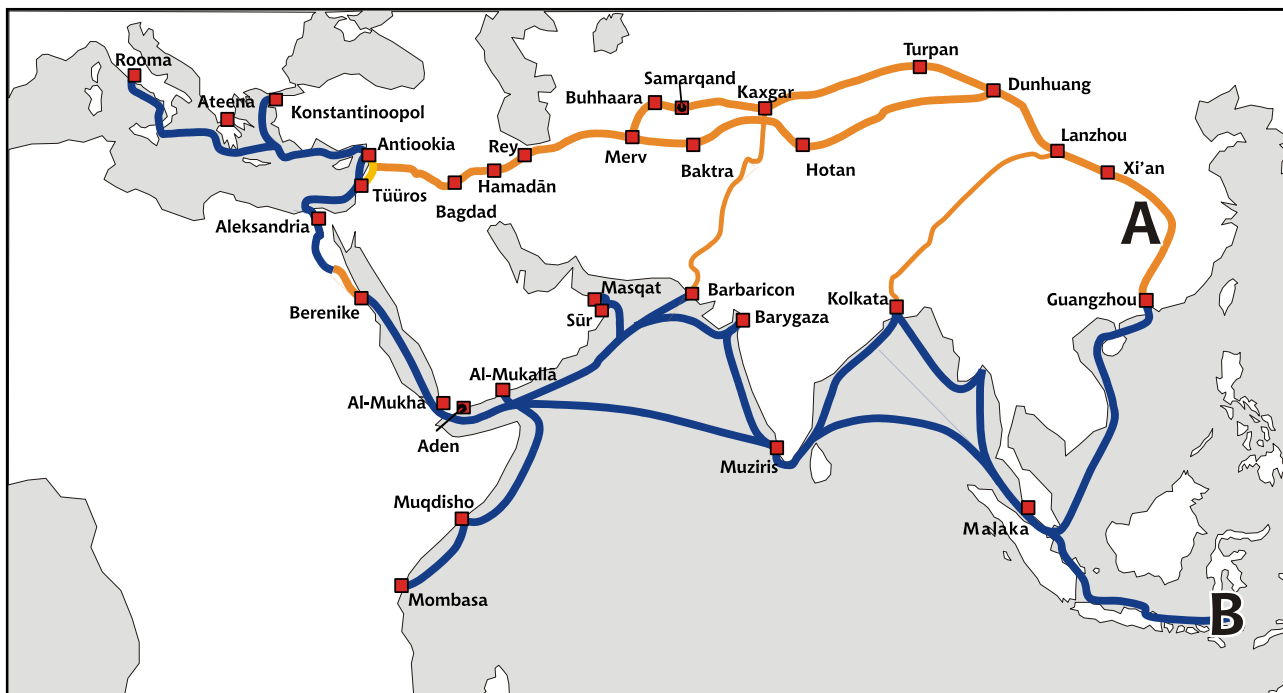 Rooma
Ateena
Konstantinoopol
Antiookia
Tüüros
Aleksandria
Berenike
Bagdad
Hamadān
Rey
Merv
Buhhaara
Samarqand
Kaxgar
Baktra
Hotan
Turpan
Dunhuang
Lanzhou
Xi’an
A
Guangzhou
Masqat
Sūr
Barbaricon
Barygaza
Kolkata
Al-Mukallā
Al-Mukhā
Aden
Muziris
Muqdisho
Mombasa
Malaka
B